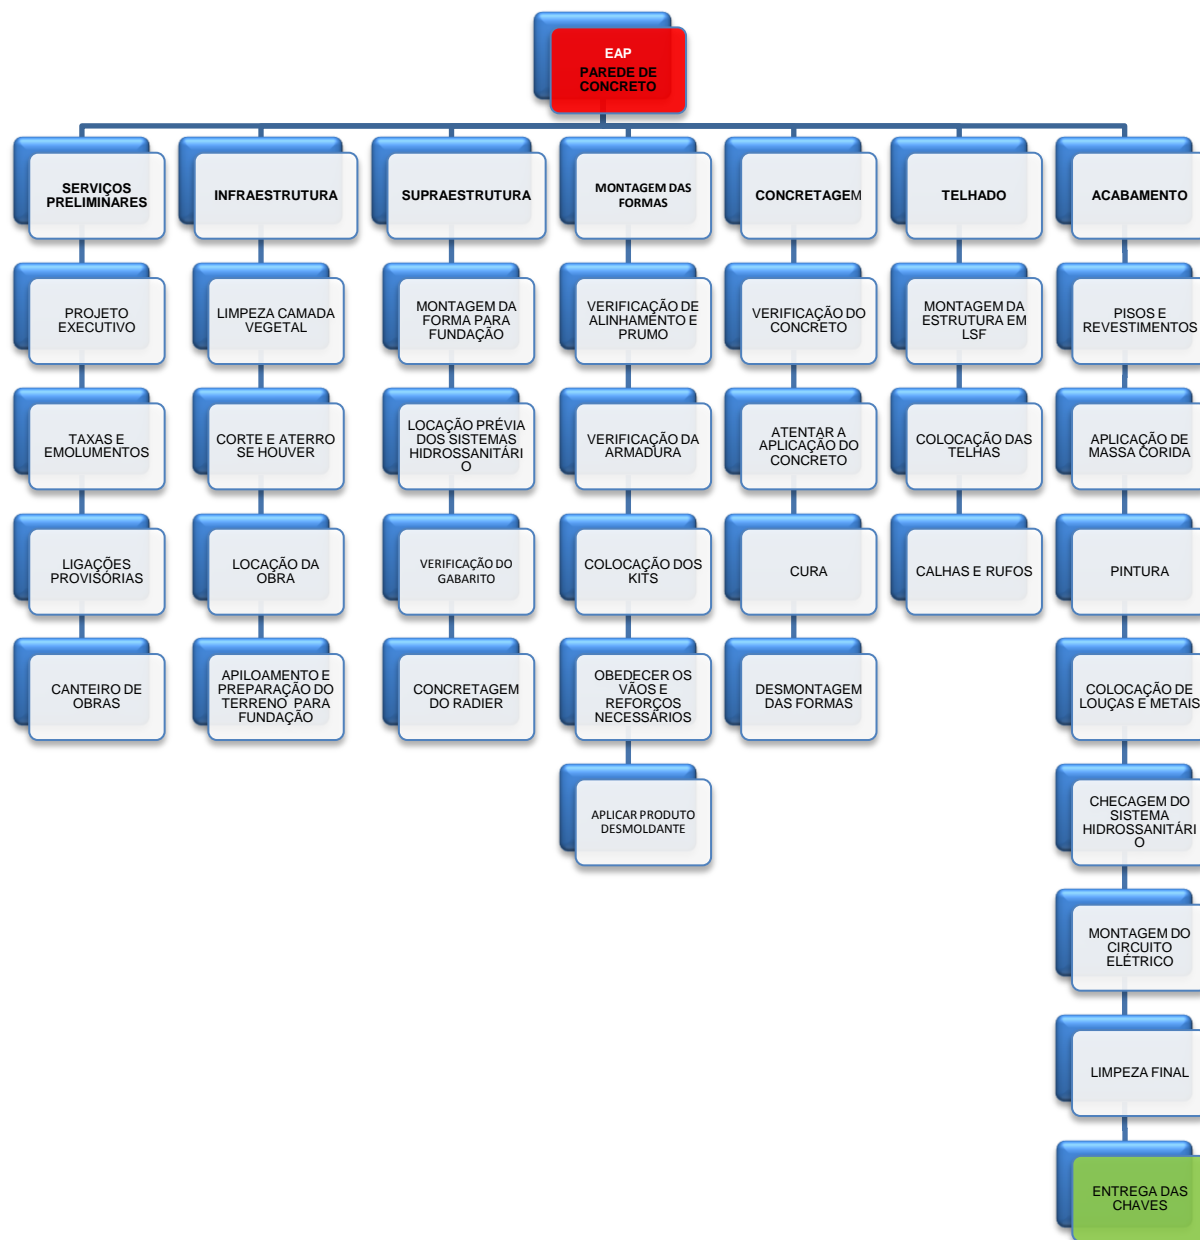 EAP
PAREDE DE
CONCRETO
SERVIÇOS
PRELIMINARES
INFRAESTRUTURA
SUPRAESTRUTURA
MONTAGEM DAS
FORMAS
CONCRETAGEM
TELHADO
ACABAMENTO
PROJETO
EXECUTIVO
LIMPEZA CAMADA
VEGETAL
MONTAGEM DA
FORMA PARA
FUNDAÇÃO
VERIFICAÇÃO DE
ALINHAMENTO E
PRUMO
VERIFICAÇÃO DO
CONCRETO
MONTAGEM DA
ESTRUTURA EM
LSF
PISOS E
REVESTIMENTOS
TAXAS E
EMOLUMENTOS
CORTE E ATERRO
SE HOUVER
LOCAÇÃO PRÉVIA
DOS SISTEMAS
HIDROSSANITÁRI
O
VERIFICAÇÃO DA
ARMADURA
ATENTAR A
APLICAÇÃO DO
CONCRETO
COLOCAÇÃO DAS
TELHAS
APLICAÇÃO DE
MASSA CORIDA
LIGAÇÕES
PROVISÓRIAS
LOCAÇÃO DA
OBRA
VERIFICAÇÃO DO
GABARITO
COLOCAÇÃO DOS
KITS
CURA
CALHAS E RUFOS
PINTURA
CANTEIRO DE
OBRAS
APILOAMENTO E
PREPARAÇÃO DO
TERRENO PARA
FUNDAÇÃO
CONCRETAGEM
DO RADIER
OBEDECER OS
VÃOS E
REFORÇOS
NECESSÁRIOS
DESMONTAGEM
DAS FORMAS
COLOCAÇÃO DE
LOUÇAS E METAIS
APLICAR PRODUTO
DESMOLDANTE
CHECAGEM DO
SISTEMA
HIDROSSANITÁRI
O
MONTAGEM DO
CIRCUITO
ELÉTRICO
LIMPEZA FINAL
ENTREGA DAS
CHAVES